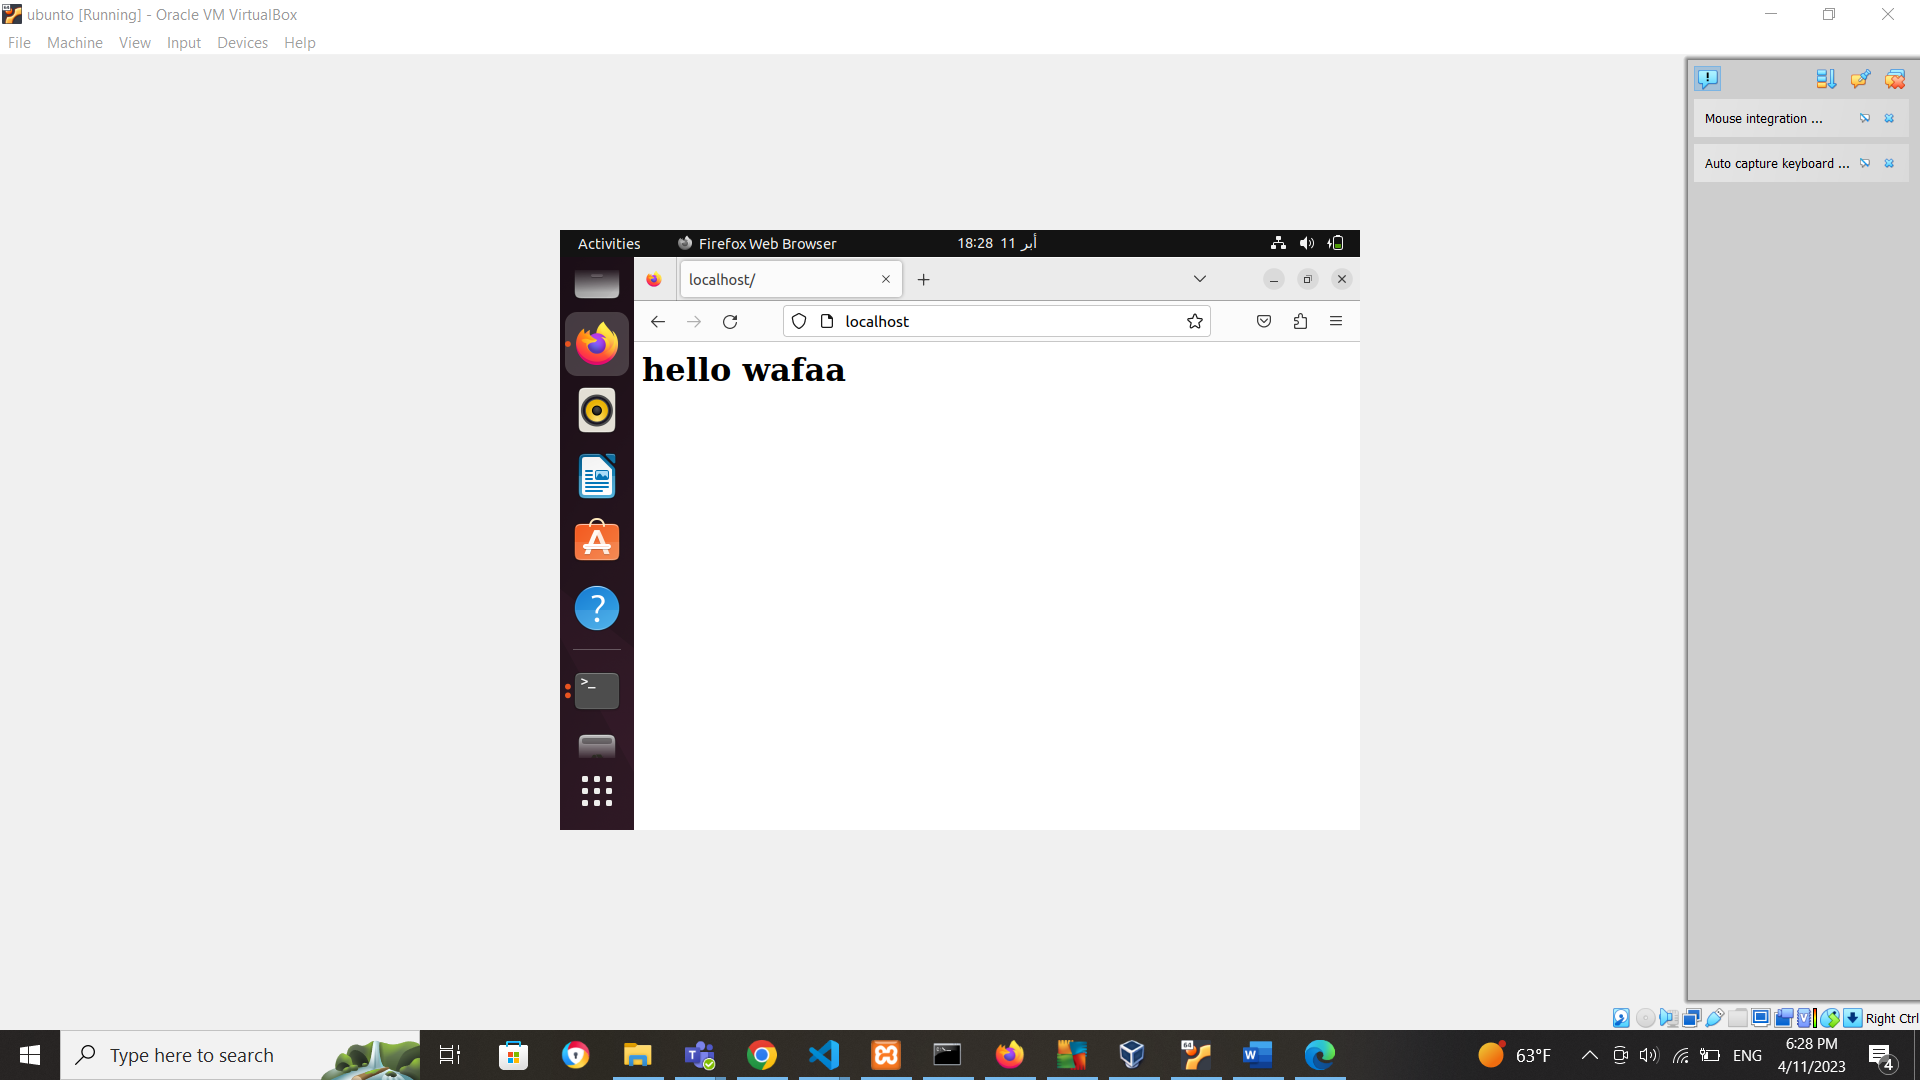 ubunto [Running] - Oracle VM VirtualBox
File Machine View Input Devices Help
Mouse integration ...
Auto capture keyboard ...
Activities Firefox Web Browser 18:28 11 أبر
localhost/
localhost
hello wafaa
Right Ctrl
Type here to search
63°F ENG 6:28 PM
4/11/2023
4